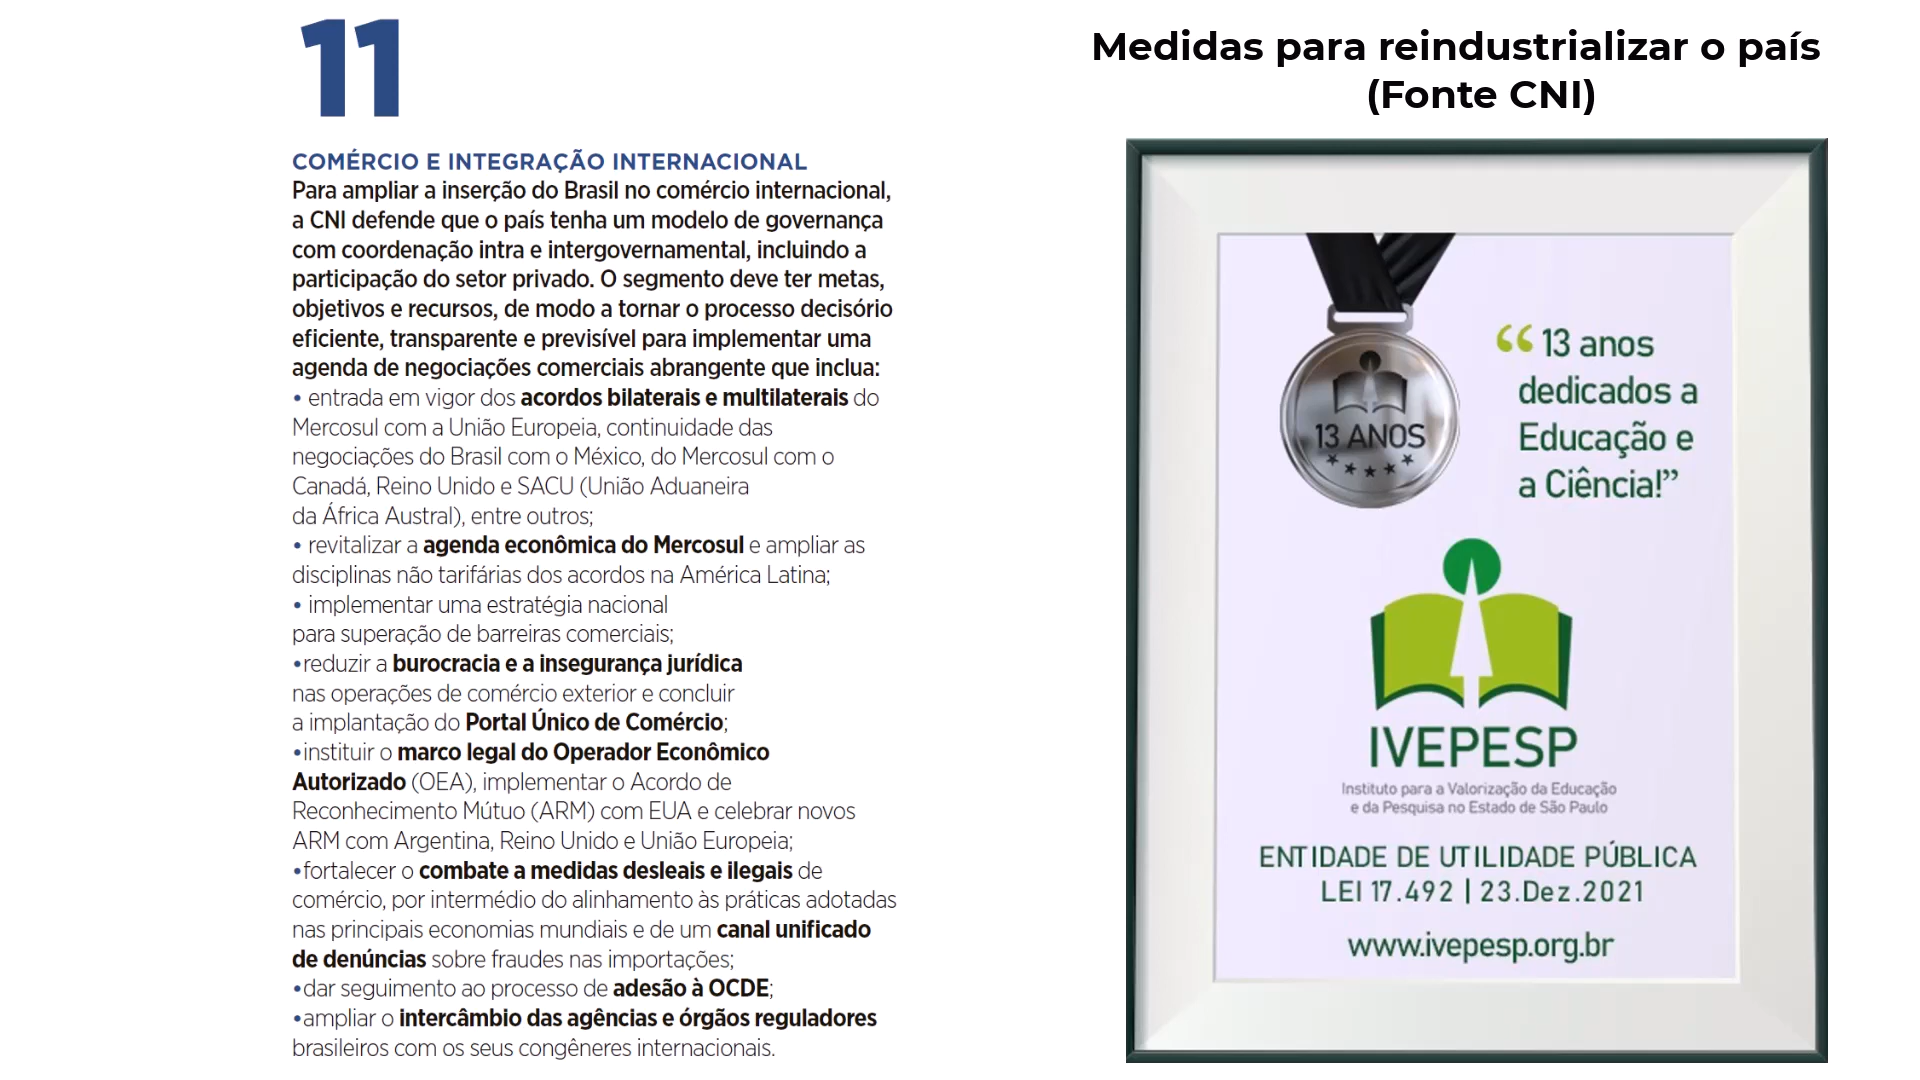 11
COMÉRCIO E INTEGRAÇÃO INTERNACIONAL
Para ampliar a inserção do Brasil no comércio internacional,
a CNI defende que o país tenha um modelo de governança
com coordenação intra e intergovernamental, incluindo a
participação do setor privado. O segmento deve ter metas,
objetivos e recursos, de modo a tornar o processo decisório
eficiente, transparente e previsível para implementar uma
agenda de negociações comerciais abrangente que inclua:
• entrada em vigor dos acordos bilaterais e multilaterais do
Mercosul com a União Europeia, continuidade das
negociações do Brasil com o México, do Mercosul com o
Canadá, Reino Unido e SACU (União Aduaneira
da África Austral), entre outros;
• revitalizar a agenda econômica do Mercosul e ampliar as
disciplinas não tarifárias dos acordos na América Latina;
• implementar uma estratégia nacional
para superação de barreiras comerciais;
•reduzir a burocracia e a insegurança jurídica
nas operações de comércio exterior e concluir
a implantação do Portal Único de Comércio;
•instituir o marco legal do Operador Econômico
Autorizado (OEA), implementar o Acordo de
Reconhecimento Mútuo (ARM) com EUA e celebrar novos
ARM com Argentina, Reino Unido e União Europeia;
•fortalecer o combate a medidas desleais e ilegais de
comércio, por intermédio do alinhamento às práticas adotadas
nas principais economias mundiais e de um canal unificado
de denúncias sobre fraudes nas importações;
•dar seguimento ao processo de adesão à OCDE;
•ampliar o intercâmbio das agências e órgãos reguladores
brasileiros com os seus congêneres internacionais.
Medidas para reindustrializar o país
(Fonte CNI)
13 ANOS
“13 anos
dedicados a
Educação e
a Ciência!”
IVEPESP
Instituto para a Valorização da Educação
e da Pesquisa no Estado de São Paulo
ENTIDADE DE UTILIDADE PÚBLICA
LEI 17.492 | 23.Dez.2021
www.ivepesp.org.br